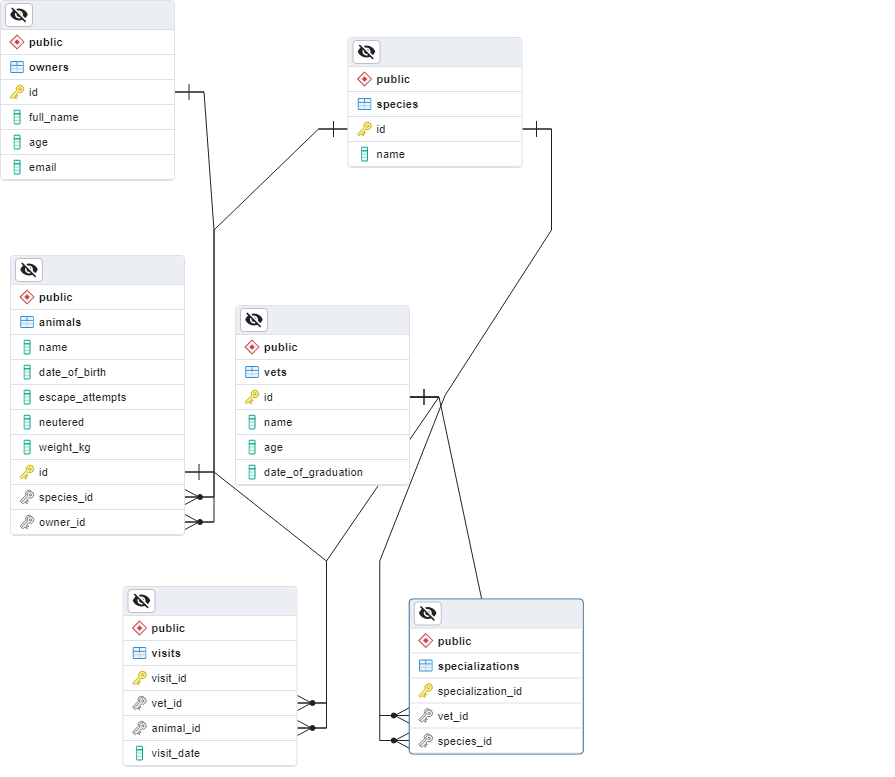 public
owners
id
full_name
age
email
public
species
id
name
public
animals
name
date_of_birth
escape_attempts
neutered
weight_kg
id
species_id
owner_id
public
vets
id
name
age
date_of_graduation
public
visits
visit_id
vet_id
animal_id
visit_date
public
specializations
specialization_id
vet_id
species_id